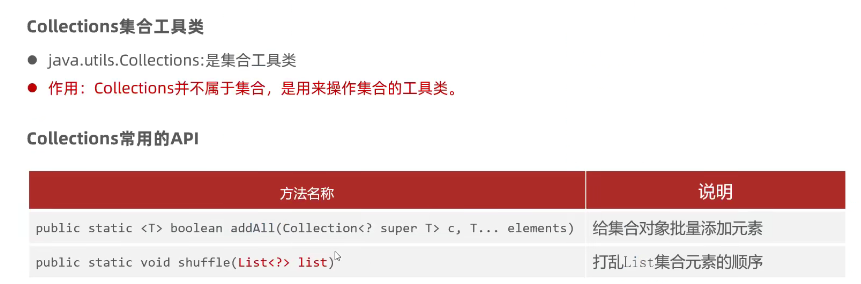 Collections集合工具类
java.utils.Collections:是集合工具类
作用：Collections并不属于集合，是用来操作集合的工具类。
Collections常用的API
方法名称 说明
public static <T> boolean addAll(Collection<? super T> c, T... elements) 给集合对象批量添加元素
public static void shuffle(List<?> list) 打乱List集合元素的顺序